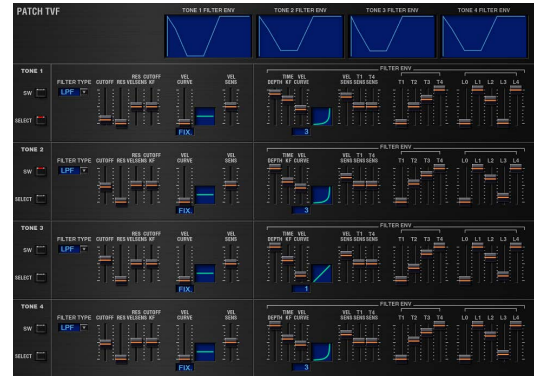 PATCH TVF
TONE 1 FILTER ENV TONE 2 FILTER ENV TONE 3 FILTER ENV TONE 4 FILTER ENV
TONE 1
FILTER ENV
RES CUTOFF VEL VEL TIME VEL VEL T1 T4
FILTER TYPE CUTOFF RES VELSENS KF CURVE SENS DEPTH KF CURVE SENS SENS SENS T1 T2 T3 T4 L0 L1 L2 L3 L4
SW LPF
SELECT
FIX. 3
TONE 2
FILTER ENV
RES CUTOFF VEL VEL TIME VEL VEL T1 T4
FILTER TYPE CUTOFF RES VELSENS KF CURVE SENS DEPTH KF CURVE SENS SENS SENS T1 T2 T3 T4 L0 L1 L2 L3 L4
SW LPF
SELECT
FIX. 3
TONE 3
FILTER ENV
RES CUTOFF VEL VEL TIME VEL VEL T1 T4
FILTER TYPE CUTOFF RES VELSENS KF CURVE SENS DEPTH KF CURVE SENS SENS SENS T1 T2 T3 T4 L0 L1 L2 L3 L4
SW LPF
SELECT
FIX. 1
TONE 4
FILTER ENV
RES CUTOFF VEL VEL TIME VEL VEL T1 T4
FILTER TYPE CUTOFF RES VELSENS KF CURVE SENS DEPTH KF CURVE SENS SENS SENS T1 T2 T3 T4 L0 L1 L2 L3 L4
SW LPF
SELECT
FIX. 3